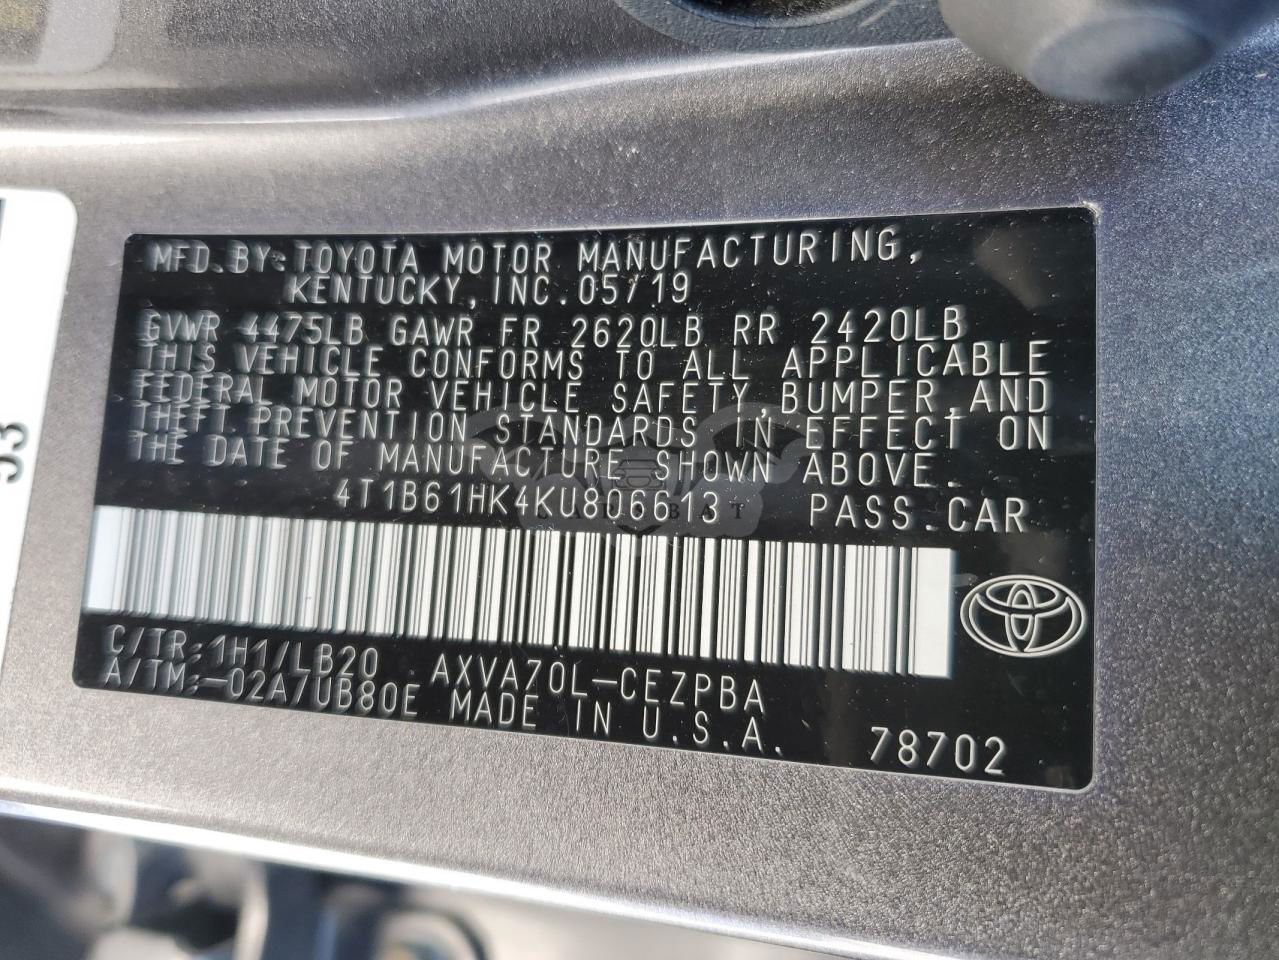 MFD.BY:TOYOTA MOTOR MANUFACTURING,
KENTUCKY,INC.05/19
GVWR 4475LB GAWR FR 2620LB RR 2420LB
THIS VEHICLE CONFORMS TO ALL APPLICABLE
FEDERAL MOTOR VEHICLE SAFETY,BUMPER,AND
THEFT PREVENTION STANDARDS IN EFFECT ON
THE DATE OF MANUFACTURE SHOWN ABOVE.
4T1B61HK4KU806613 PASS.CAR
C/TR:1H1/LB20 AXVA70L-CEZPBA
A/TM:-02A/UB80E MADE IN U.S.A.
78702
53